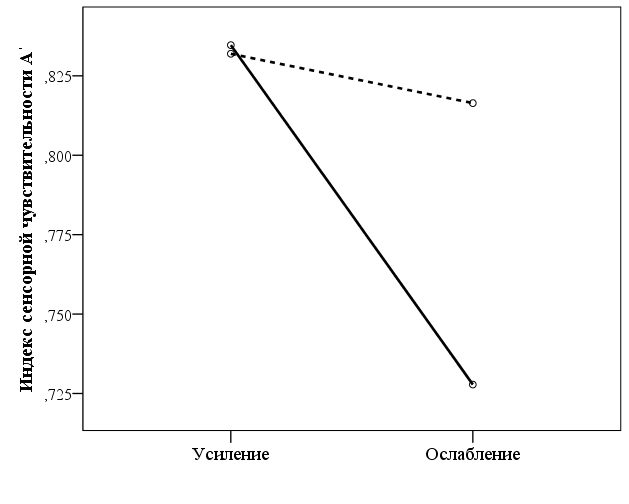 Индекс сенсорной чувствительности A'
,825
,800
,775
,750
,725
Усиление
Ослабление